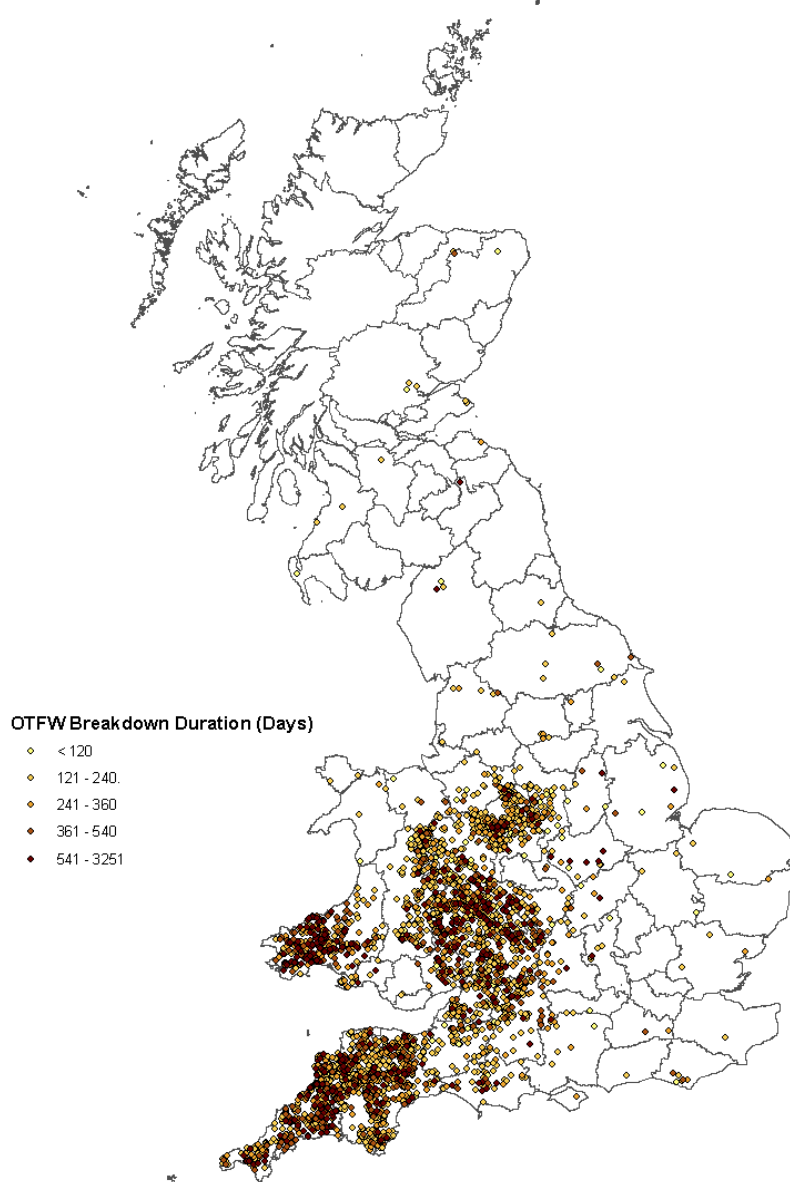 OTFW Breakdown Duration (Days)
< 120
121 - 240.
241 - 360
361 - 540
541 - 3251